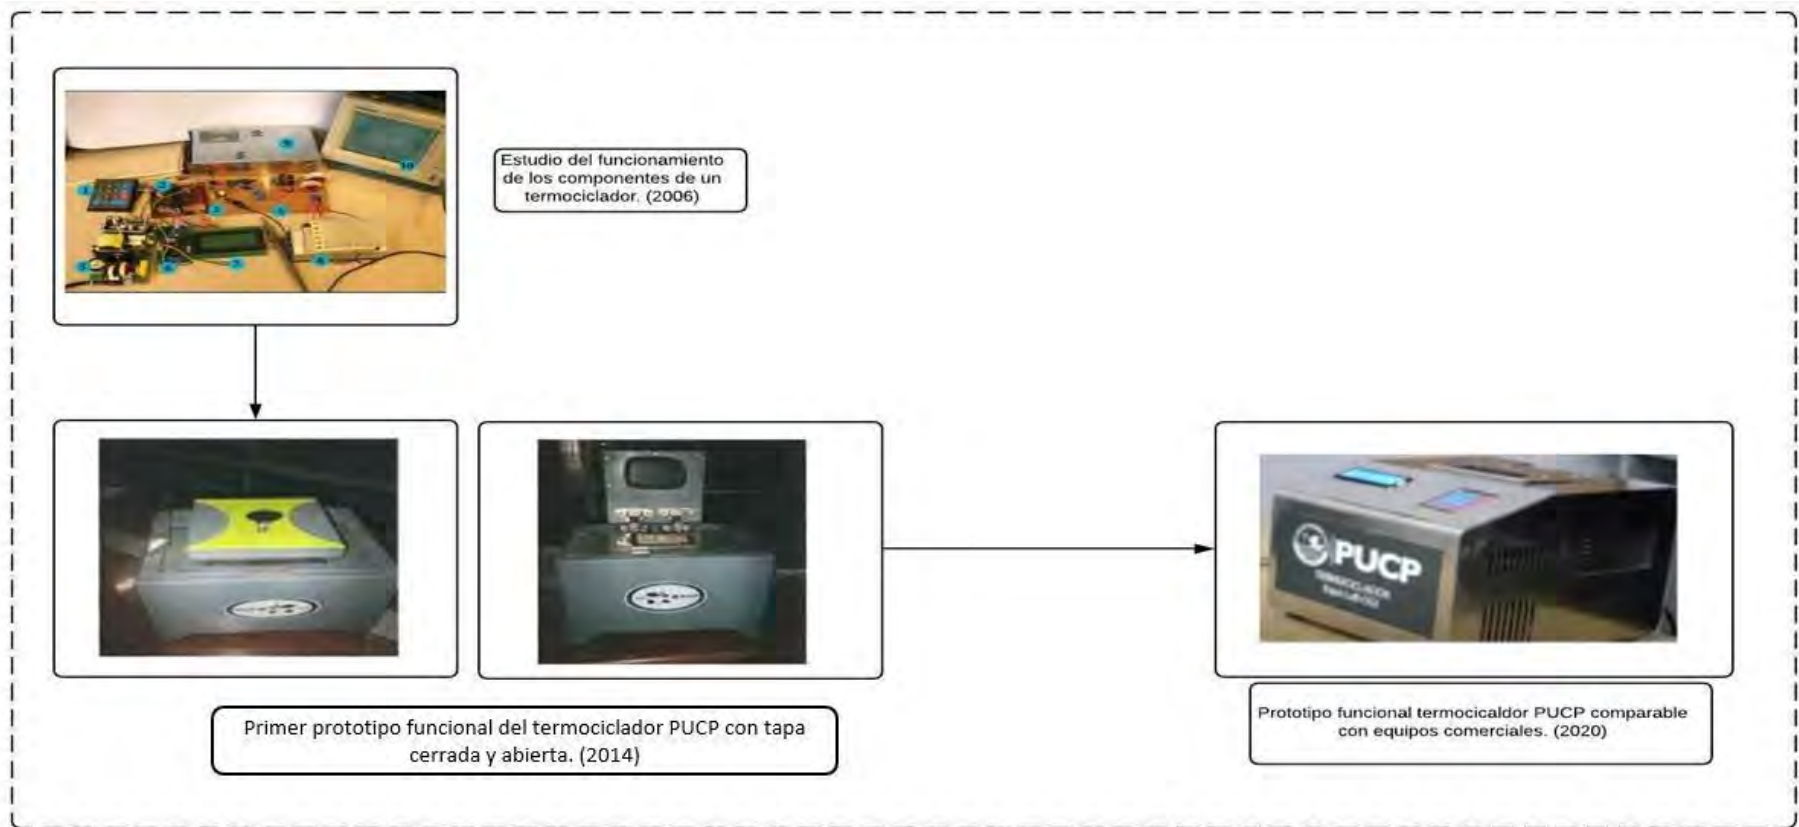 Estudio del funcionamiento
de los componentes de un
termociclador. (2006)
Primer prototipo funcional del termociclador PUCP con tapa
cerrada y abierta. (2014)
PUCP
Prototipo funcional termocicaldor PUCP comparable
con equipos comerciales. (2020)